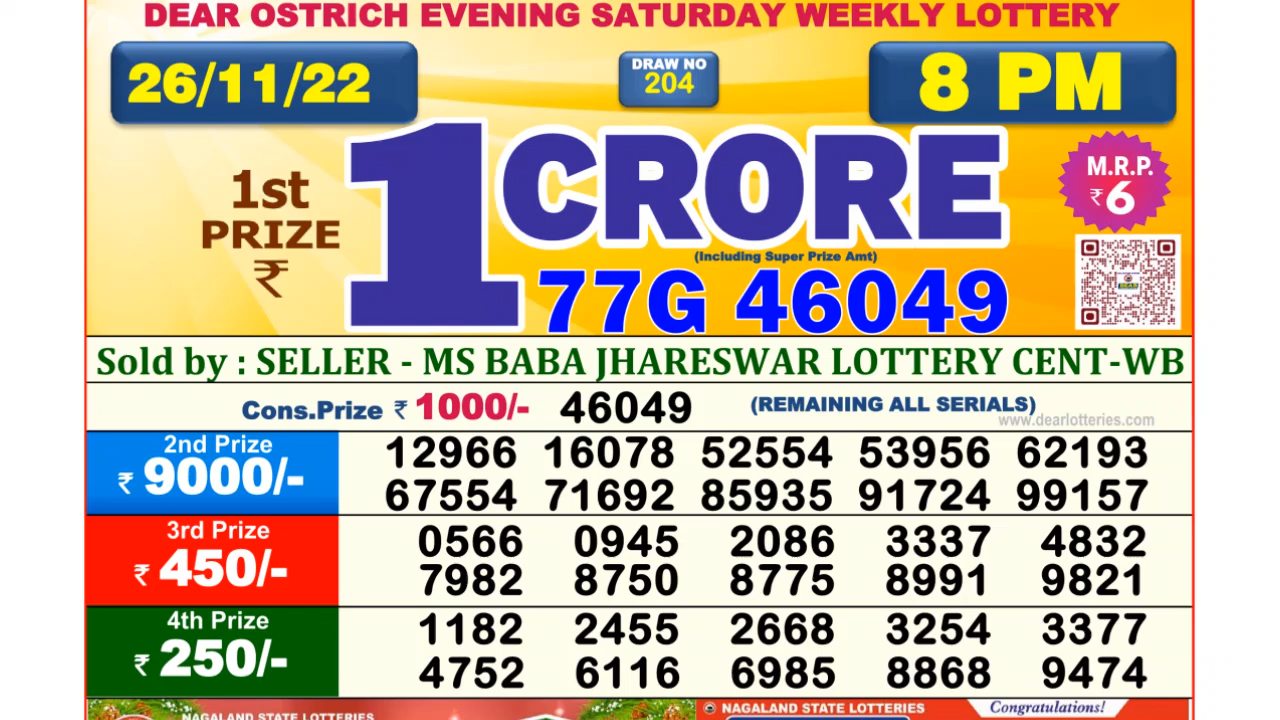 DEAR OSTRICH EVENING SATURDAY WEEKLY LOTTERY
26/11/22
DRAW NO
204
8 PM
1st
PRIZE
₹
1 CRORE
(Including Super Prize Amt)
77G 46049
M.R.P.
₹ 6
Sold by : SELLER - MS BABA JHARESWAR LOTTERY CENT-WB
Cons.Prize ₹ 1000/- 46049 (REMAINING ALL SERIALS)
www.dearlotteries.com
2nd Prize
₹ 9000/-
12966 16078 52554 53956 62193
67554 71692 85935 91724 99157
3rd Prize
₹ 450/-
0566 0945 2086 3337 4832
7982 8750 8775 8991 9821
4th Prize
₹ 250/-
1182 2455 2668 3254 3377
4752 6116 6985 8868 9474
NAGALAND STATE LOTTERIES
NAGALAND STATE LOTTERIES
Congratulations!